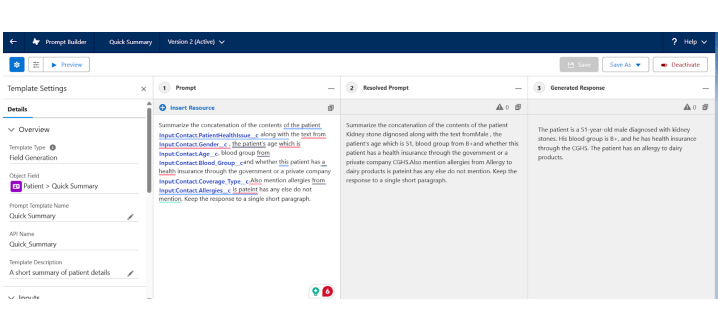 Prompt Builder Quick Summary Version 2 (Active) ? Help
Preview Save Save As Deactivate
Template Settings
Details
Overview
Template Type
Field Generation
Object Field
Patient > Quick Summary
Prompt Template Name
Quick Summary
API Name
Quick_Summary
Template Description
A short summary of patient details
Inputs
1 Prompt
Insert Resource
Summarize the concatenation of the contents of the patient
Input:Contact.PatientHealthIssue__c along with the text from
Input:Contact.Gender__c , the patient's age which is
Input:Contact.Age__c, blood group from
Input:Contact.Blood_Group__c and whether this patient has a
health insurance through the government or a private company
Input:Contact.Coverage_Type__c.Also mention allergies from
Input:Contact.Allergies__c is pateint has any else do not
mention. Keep the response to a single short paragraph.
6
2 Resolved Prompt
0
Summarize the concatenation of the contents of the patient
Kidney stone dignosed along with the text fromMale , the
patient's age which is 51, blood group from B+and whether this
patient has a health insurance through the government or a
private company CGHS.Also mention allergies from Allergy to
dairy products is pateint has any else do not mention. Keep the
response to a single short paragraph.
3 Generated Response
0
The patient is a 51-year-old male diagnosed with kidney
stones. His blood group is B+, and he has health insurance
through the CGHS. The patient has an allergy to dairy
products.